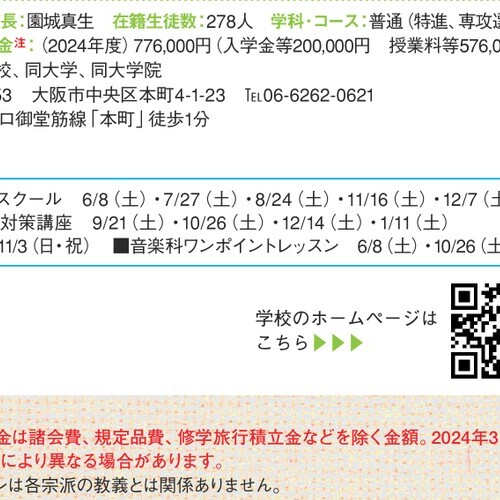 長：園城真生　在籍生徒数：278人　学科・コース：普通（特進、専攻選
金注：（2024年度）776,000円（入学金等200,000円　授業料等576,0
校、同大学、同大学院
53　大阪市中央区本町4-1-23　℡06-6262-0621
ロ御堂筋線「本町」徒歩1分
スクール　6/8（土）・7/27（土）・8/24（土）・11/16（土）・12/7（土
対策講座　9/21（土）・10/26（土）・12/14（土）・1/11（土）
11/3（日・祝）　■音楽科ワンポイントレッスン　6/8（土）・10/26（土
学校のホームページは
こちら▶▶▶
金は諸会費、規定品費、修学旅行積立金などを除く金額。2024年3
により異なる場合があります。
ンは各宗派の教義とは関係ありません。